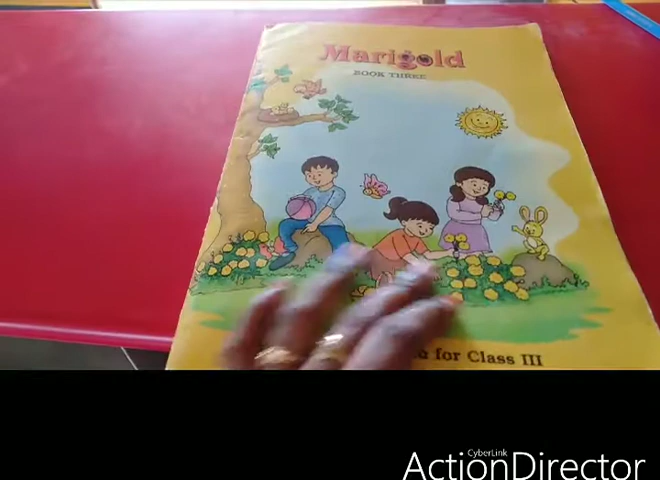 Marigold
BOOK THREE
for Class III
CyberLink
ActionDirector